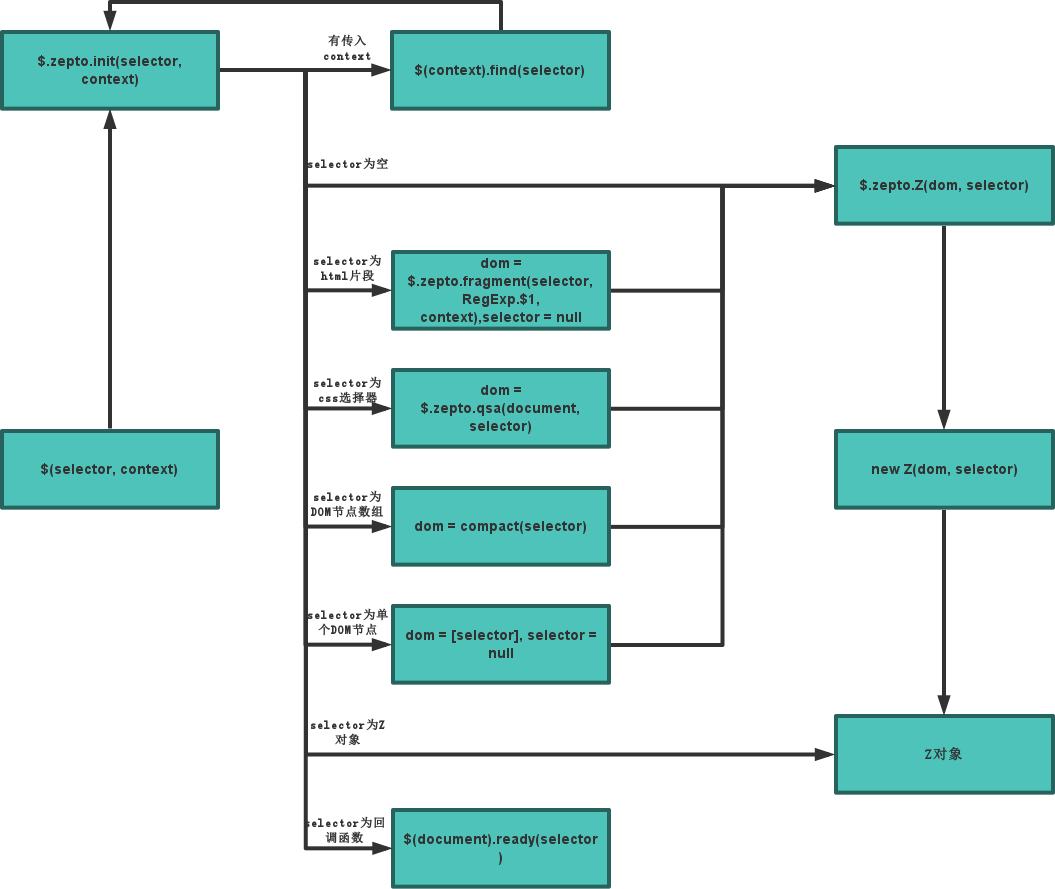 $.zepto.init(selector,
context)
有传入
context
$(context).find(selector)
selector为空
$.zepto.Z(dom, selector)
selector为
html片段
dom =
$.zepto.fragment(selector,
RegExp.$1,
context),selector = null
selector为
css选择器
dom =
$.zepto.qsa(document,
selector)
$(selector, context)
new Z(dom, selector)
selector为
DOM节点数组
dom = compact(selector)
selector为单
个DOM节点
dom = [selector], selector =
null
selector为Z
对象
Z对象
selector为回
调函数
$(document).ready(selector
)